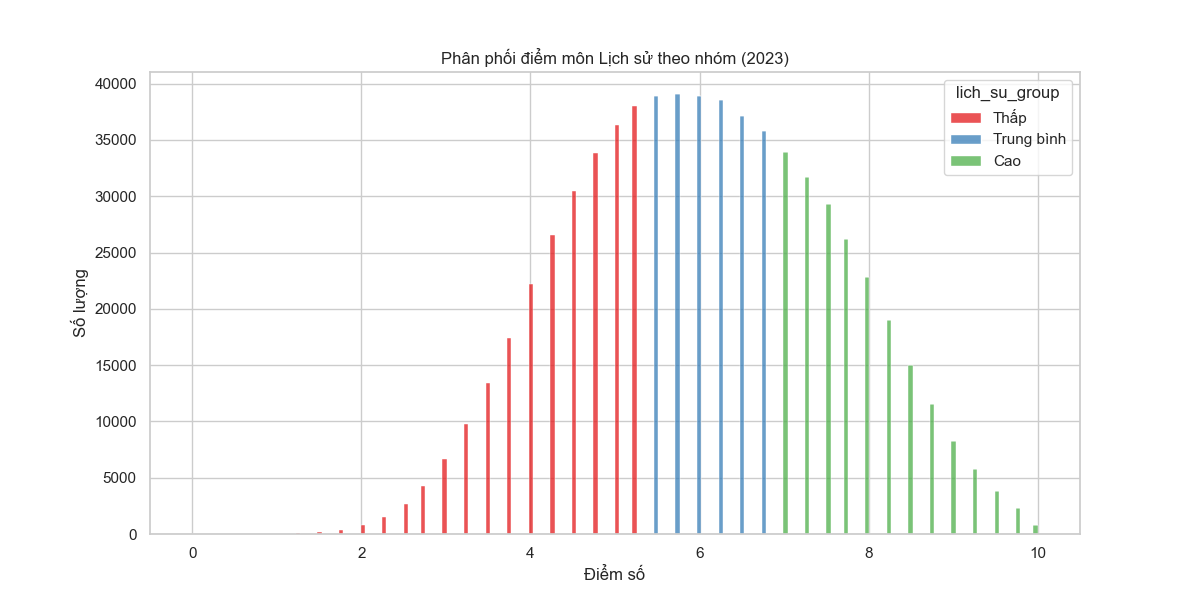 Phân phối điểm môn Lịch sử theo nhóm (2023)
40000
35000
30000
25000
20000
15000
10000
5000
0
Số lượng
lich_su_group
Thấp
Trung bình
Cao
0 2 4 6 8 10
Điểm số